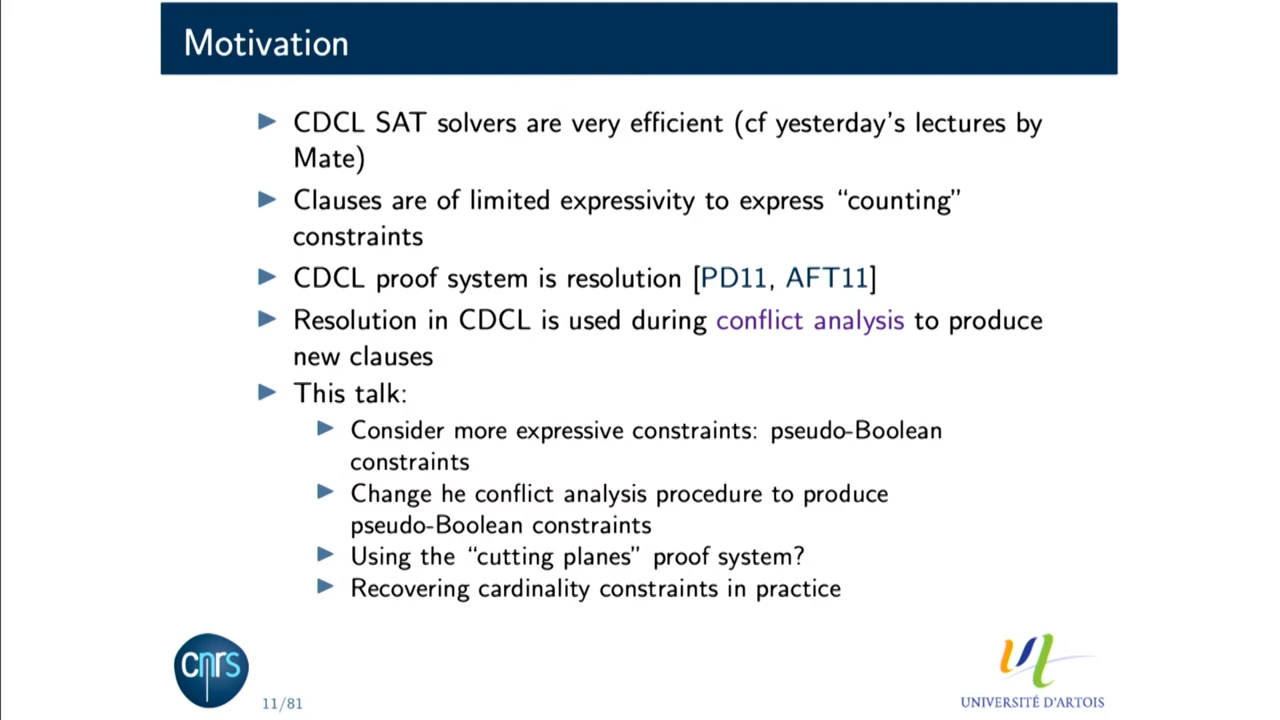 Motivation
CDCL SAT solvers are very efficient (cf yesterday's lectures by
Mate)
Clauses are of limited expressivity to express “counting”
constraints
CDCL proof system is resolution [PD11, AFT11]
Resolution in CDCL is used during conflict analysis to produce
new clauses
This talk:
Consider more expressive constraints: pseudo-Boolean
constraints
Change he conflict analysis procedure to produce
pseudo-Boolean constraints
Using the “cutting planes” proof system?
Recovering cardinality constraints in practice
cnrs
11/81
UNIVERSITÉ D'ARTOIS